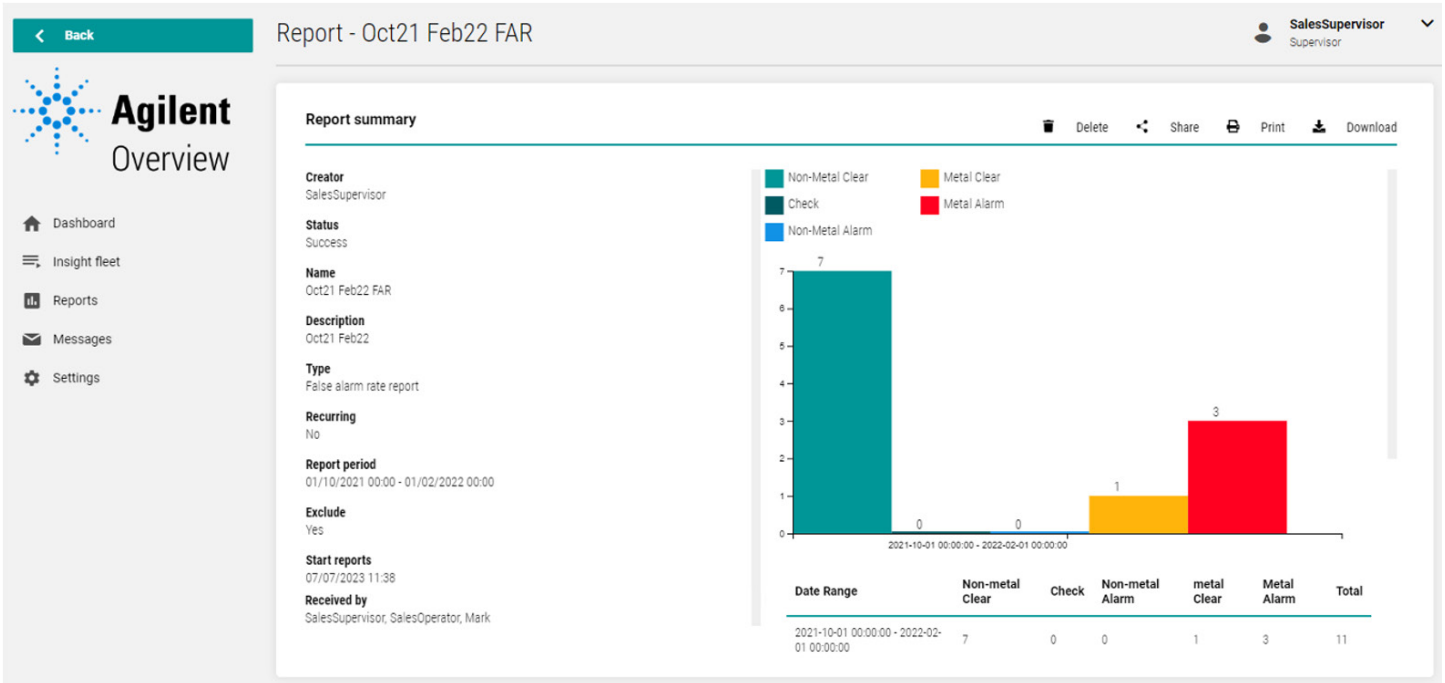 Back
Report - Oct21 Feb22 FAR
SalesSupervisor
Supervisor
Agilent
Overview
Dashboard
Insight fleet
Reports
Messages
Settings
Report summary
Delete
Share
Print
Download
Creator
SalesSupervisor
Status
Success
Name
Oct21 Feb22 FAR
Description
Oct21 Feb22
Type
False alarm rate report
Recurring
No
Report period
01/10/2021 00:00 - 01/02/2022 00:00
Exclude
Yes
Start reports
07/07/2023 11:38
Received by
SalesSupervisor, SalesOperator, Mark
Non-Metal Clear
Metal Clear
Check
Metal Alarm
Non-Metal Alarm
7
7
6
5
4
3
3
2
1
1
0
0
0
2021-10-01 00:00:00 - 2022-02-01 00:00:00
Date Range
Non-metal
Clear
Check
Non-metal
Alarm
metal
Clear
Metal
Alarm
Total
2021-10-01 00:00:00 - 2022-02-
01 00:00:00
7
0
0
1
3
11